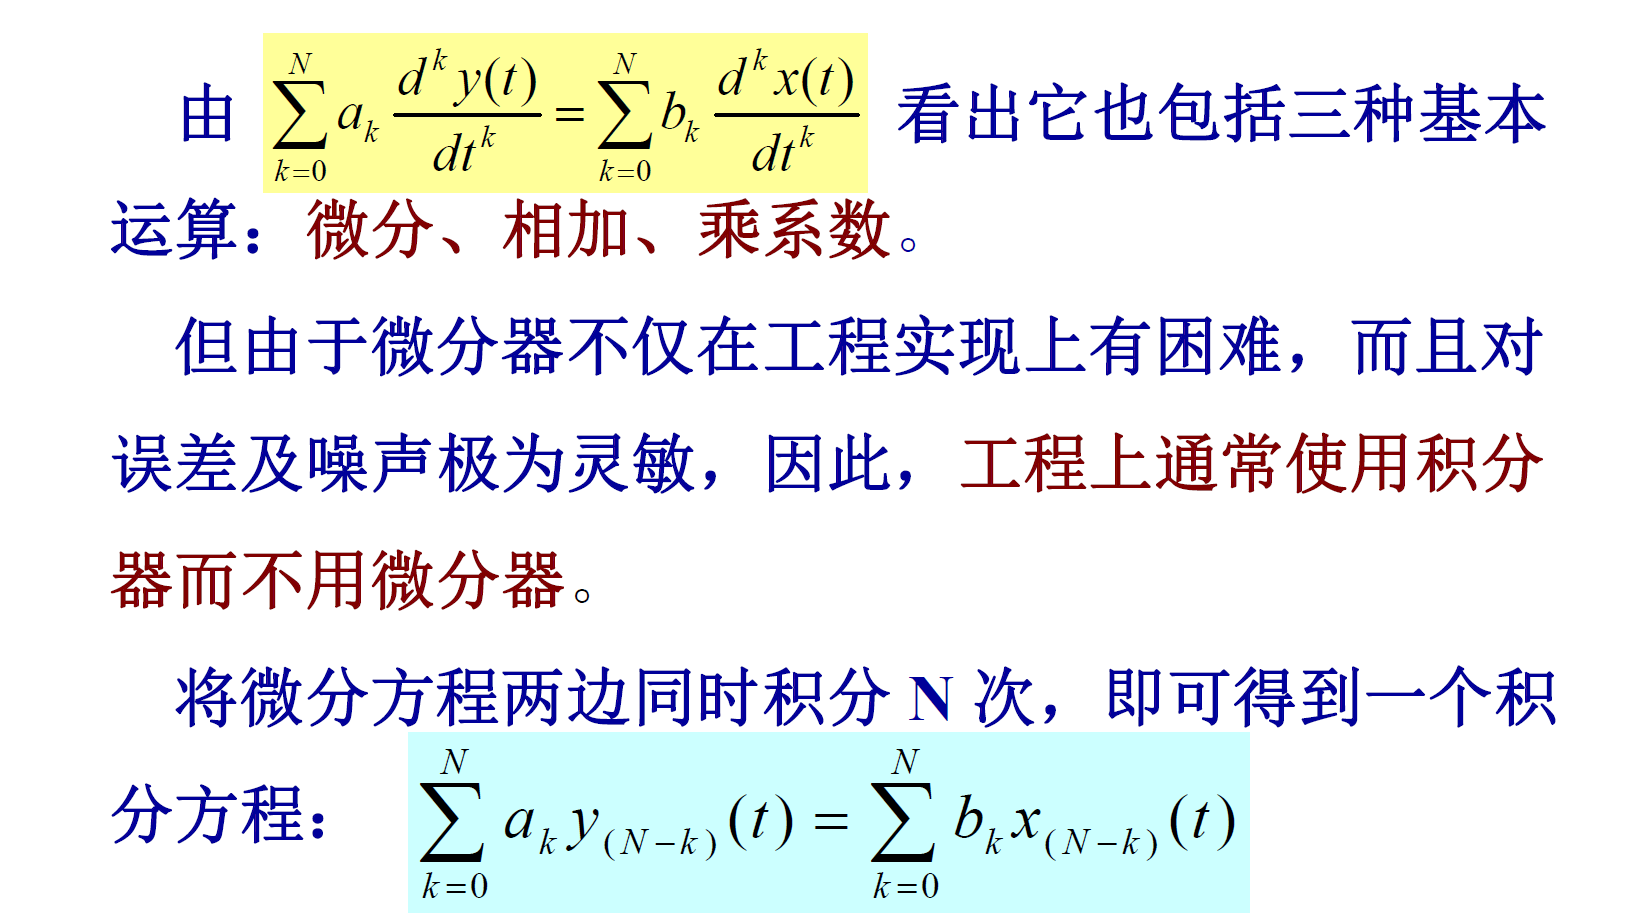 由 $\sum_{k=0}^{N} a_k \frac{d^k y(t)}{dt^k} = \sum_{k=0}^{N} b_k \frac{d^k x(t)}{dt^k}$ 看出它也包括三种基本
运算：微分、相加、乘系数。
但由于微分器不仅在工程实现上有困难，而且对
误差及噪声极为灵敏，因此，工程上通常使用积分
器而不用微分器。
将微分方程两边同时积分 N 次，即可得到一个积
分方程： $\sum_{k=0}^{N} a_k y_{(N-k)}(t) = \sum_{k=0}^{N} b_k x_{(N-k)}(t)$